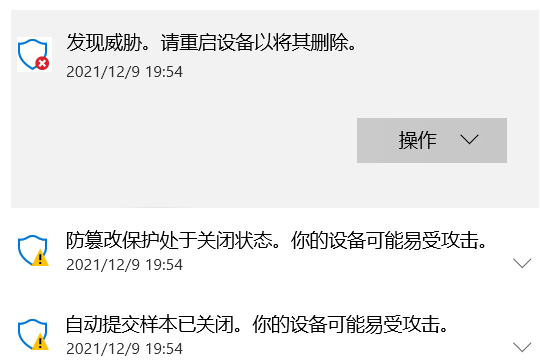 发现威胁。请重启设备以将其删除。
2021/12/9 19:54
操作
防篡改保护处于关闭状态。你的设备可能易受攻击。
2021/12/9 19:54
自动提交样本已关闭。你的设备可能易受攻击。
2021/12/9 19:54